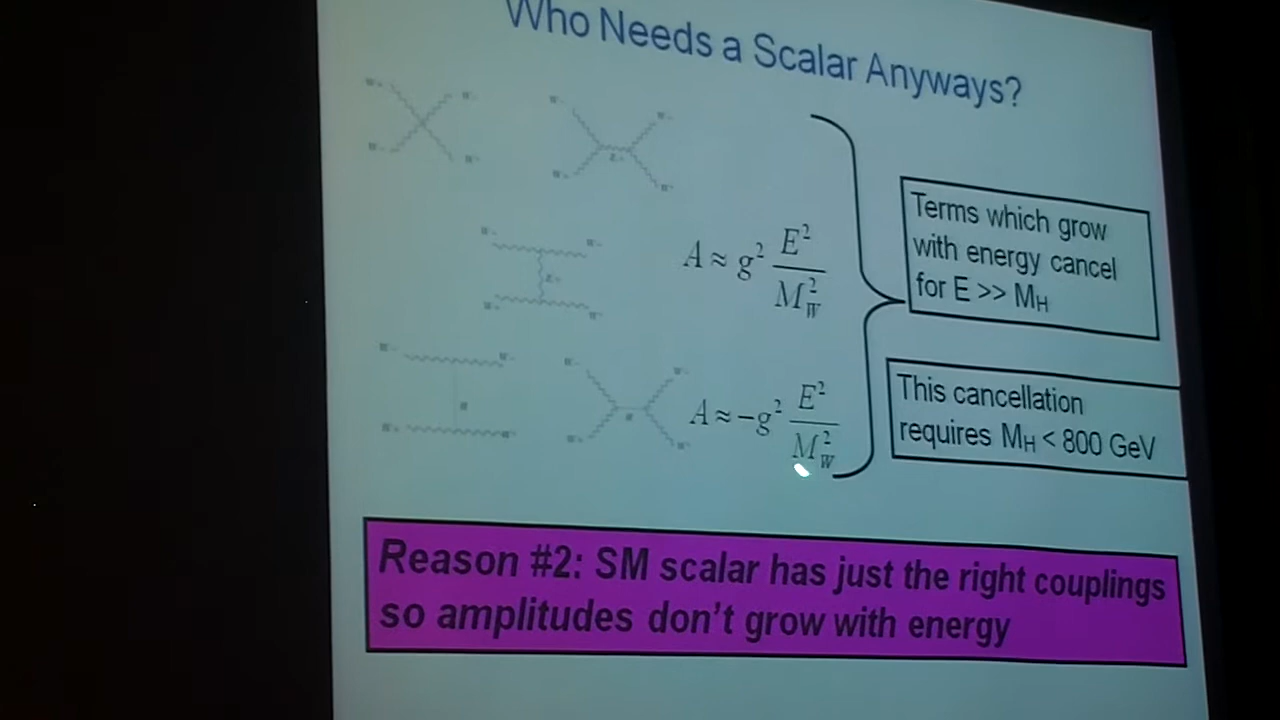 Who Needs a Scalar Anyways?
A ≈ g² E² / M_W²
Terms which grow
with energy cancel
for E >> M_H
A ≈ -g² E² / M_W²
This cancellation
requires M_H < 800 GeV
Reason #2: SM scalar has just the right couplings
so amplitudes don't grow with energy